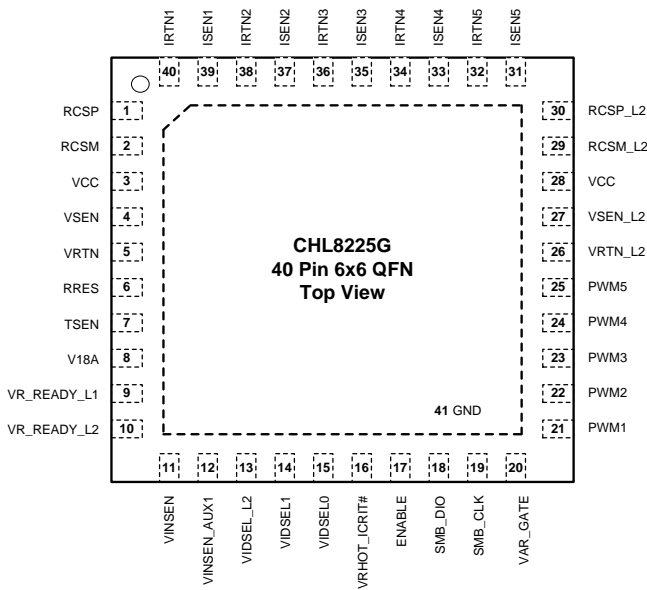 IRTN1
ISEN1
IRTN2
ISEN2
IRTN3
ISEN3
IRTN4
ISEN4
IRTN5
ISEN5
40 39 38 37 36 35 34 33 32 31
RCSP 1
RCSM 2
VCC 3
VSEN 4
VRTN 5
RRES 6
TSEN 7
V18A 8
VR_READY_L1 9
VR_READY_L2 10
CHL8225G
40 Pin 6x6 QFN
Top View
41 GND
30 RCSP_L2
29 RCSM_L2
28 VCC
27 VSEN_L2
26 VRTN_L2
25 PWM5
24 PWM4
23 PWM3
22 PWM2
21 PWM1
11 12 13 14 15 16 17 18 19 20
VINSEN
VINSEN_AUX1
VIDSEL_L2
VIDSEL1
VIDSEL0
VRHOT_ICRIT#
ENABLE
SMB_DIO
SMB_CLK
VAR_GATE